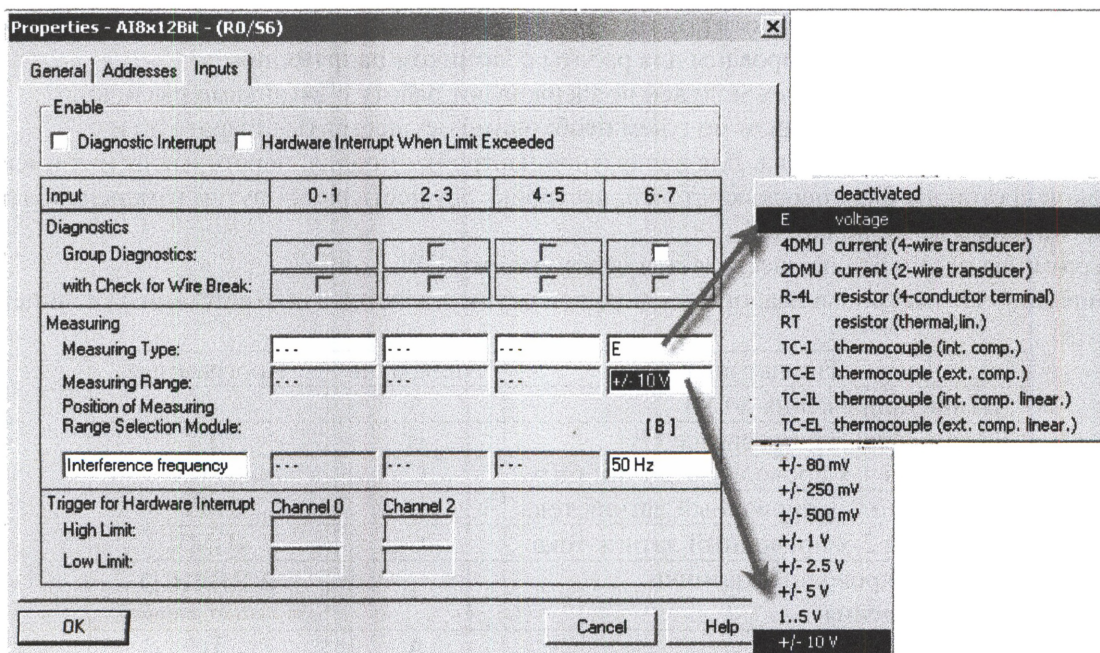 Properties - AI8x12Bit - (R0/S6)
General Addresses Inputs
Enable
Diagnostic Interrupt Hardware Interrupt When Limit Exceeded
Input 0 - 1 2 - 3 4 - 5 6 - 7
Diagnostics
Group Diagnostics:
with Check for Wire Break:
Measuring
Measuring Type: --- --- --- E
Measuring Range: --- --- --- +/- 10 V
Position of Measuring
Range Selection Module: [ B ]
Interference frequency --- --- --- 50 Hz
Trigger for Hardware Interrupt Channel 0 Channel 2
High Limit:
Low Limit:
OK Cancel Help
deactivated
E voltage
4DMU current (4-wire transducer)
2DMU current (2-wire transducer)
R-4L resistor (4-conductor terminal)
RT resistor (thermal,lin.)
TC-I thermocouple (int. comp.)
TC-E thermocouple (ext. comp.)
TC-IL thermocouple (int. comp. linear.)
TC-EL thermocouple (ext. comp. linear.)
+/- 80 mV
+/- 250 mV
+/- 500 mV
+/- 1 V
+/- 2.5 V
+/- 5 V
1..5 V
+/- 10 V